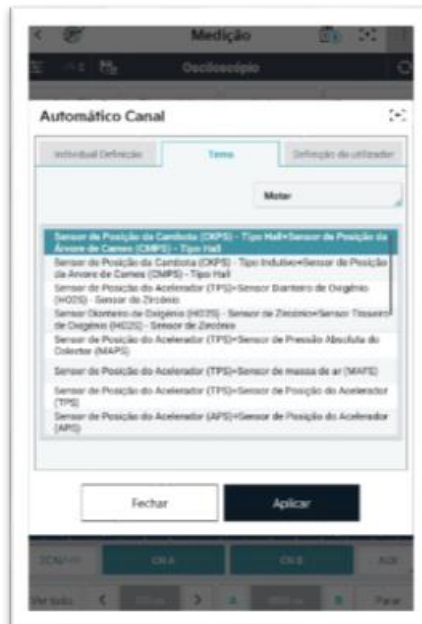 Medição
Osciloscópio
Automático Canal
Individual Definição
Tema
Definição do utilizador
Motor
Sensor de Posição da Cambota (CKPS) - Tipo Hall+Sensor de Posição da
Árvore de Cames (CMPS) - Tipo Hall
Sensor de Posição da Cambota (CKPS) - Tipo Indutivo+Sensor de Posição
da Árvore de Cames (CMPS) - Tipo Hall
Sensor de Posição do Acelerador (TPS)+Sensor Dianteiro de Oxigênio
(HO2S) - Sensor de Zircónio
Sensor Dianteiro de Oxigênio (HO2S) - Sensor de Zircónio+Sensor Traseiro
de Oxigênio (HO2S) - Sensor de Zircónio
Sensor de Posição do Acelerador (TPS)+Sensor de Pressão Absoluta do
Colector (MAPS)
Sensor de Posição do Acelerador (TPS)+Sensor de massa de ar (MAFS)
Sensor de Posição do Acelerador (TPS)+Sensor de Posição do Acelerador
(TPS)
Sensor de Posição do Acelerador (APS)+Sensor de Posição do Acelerador
(APS)
Fechar
Aplicar
CH A
CH B
AUX
Ver tudo
A
B
Parar